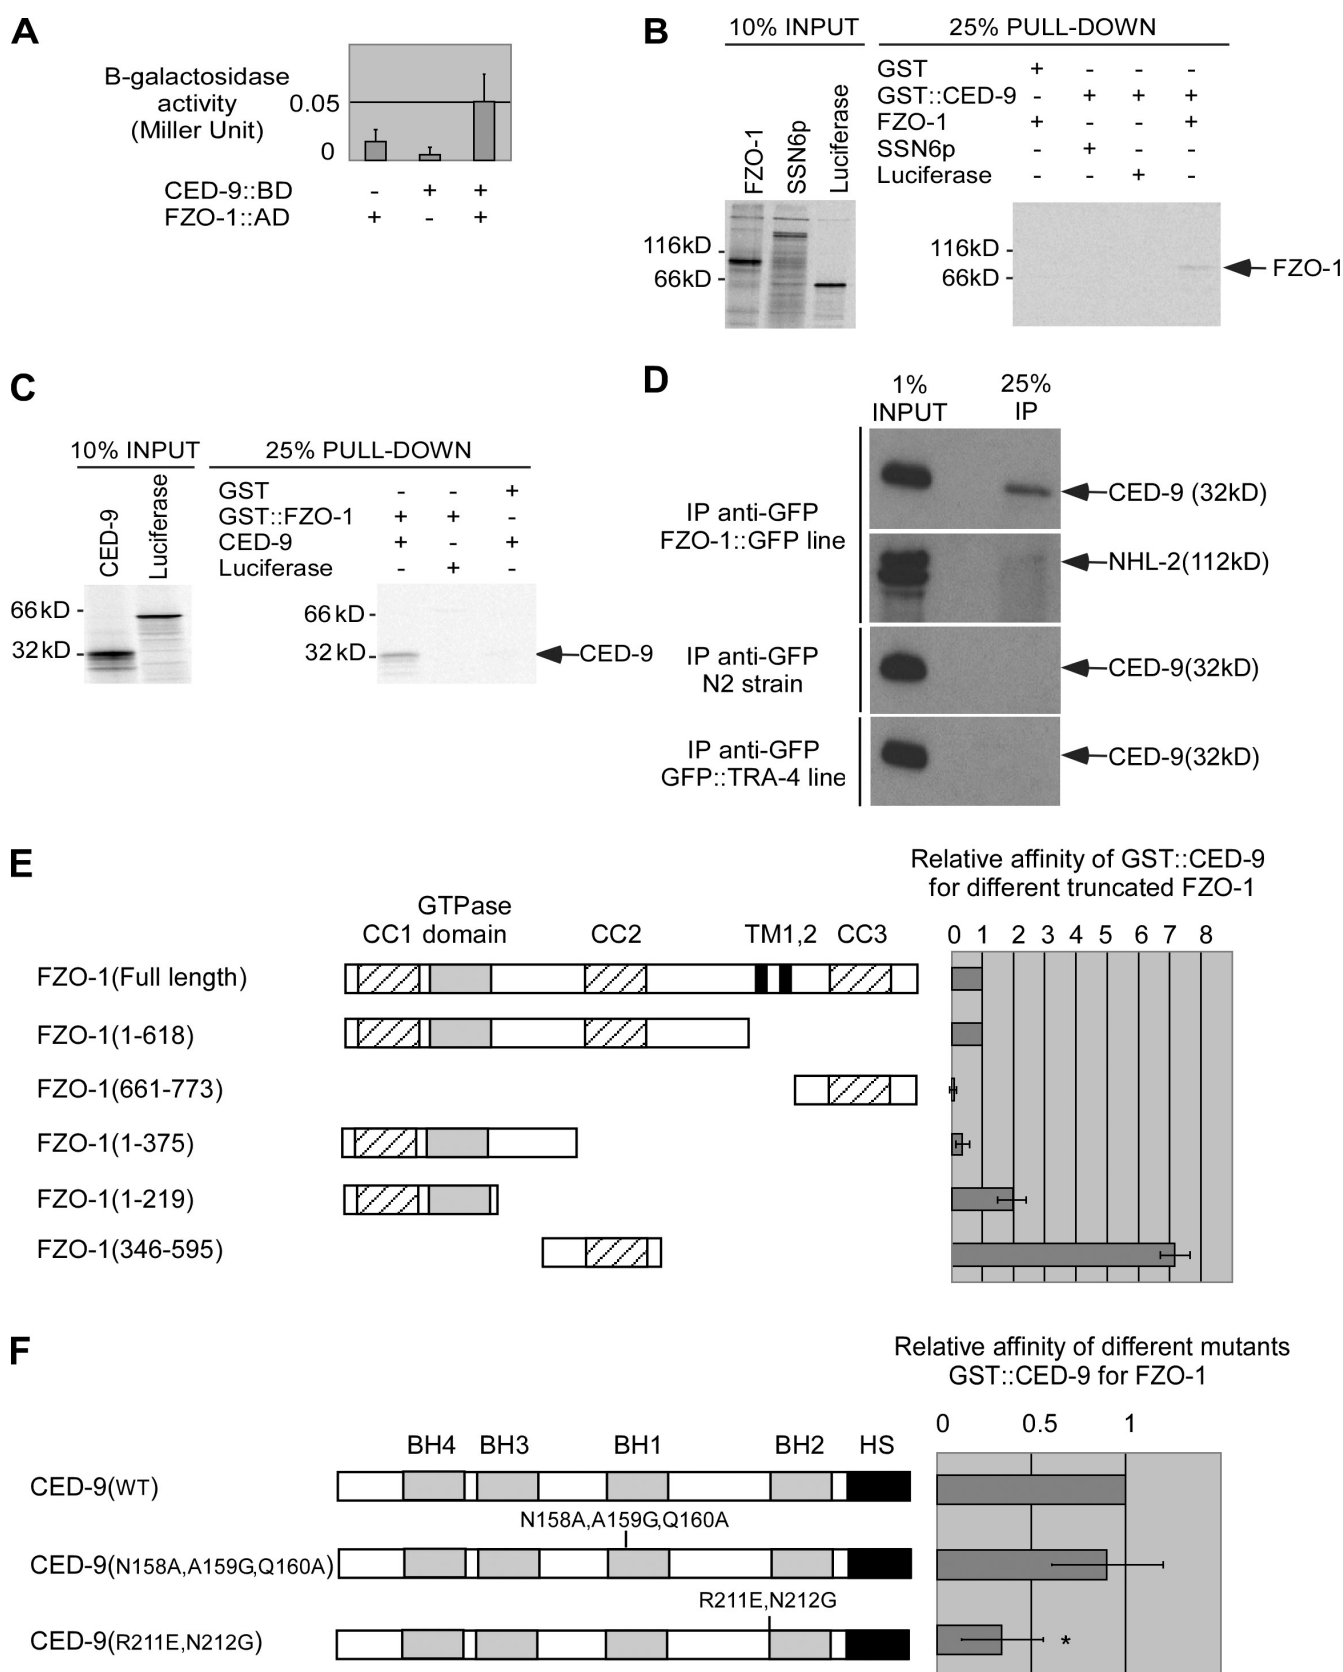 A
B-galactosidase
activity
(Miller Unit)
0.05
0
CED-9::BD - + +
FZO-1::AD + - +
B
10% INPUT
25% PULL-DOWN
FZO-1
SSN6p
Luciferase
GST + - - -
GST::CED-9 - + + +
FZO-1 + - - +
SSN6p - + - -
Luciferase - - + -
116kD -
66kD -
116kD -
66kD -
FZO-1
C
10% INPUT
25% PULL-DOWN
CED-9
Luciferase
GST - - +
GST::FZO-1 + + -
CED-9 + - +
Luciferase - + -
66 kD -
32 kD -
66 kD -
32 kD -
CED-9
D
1%
INPUT
25%
IP
IP anti-GFP
FZO-1::GFP line
CED-9 (32kD)
NHL-2(112kD)
IP anti-GFP
N2 strain
CED-9(32kD)
IP anti-GFP
GFP::TRA-4 line
CED-9(32kD)
E
Relative affinity of GST::CED-9
for different truncated FZO-1
CC1
GTPase
domain
CC2
TM1,2
CC3
0 1 2 3 4 5 6 7 8
FZO-1(Full length)
FZO-1(1-618)
FZO-1(661-773)
FZO-1(1-375)
FZO-1(1-219)
FZO-1(346-595)
F
Relative affinity of different mutants
GST::CED-9 for FZO-1
0 0.5 1
BH4 BH3 BH1 BH2 HS
CED-9(WT)
N158A,A159G,Q160A
CED-9(N158A,A159G,Q160A)
R211E,N212G
CED-9(R211E,N212G)
*